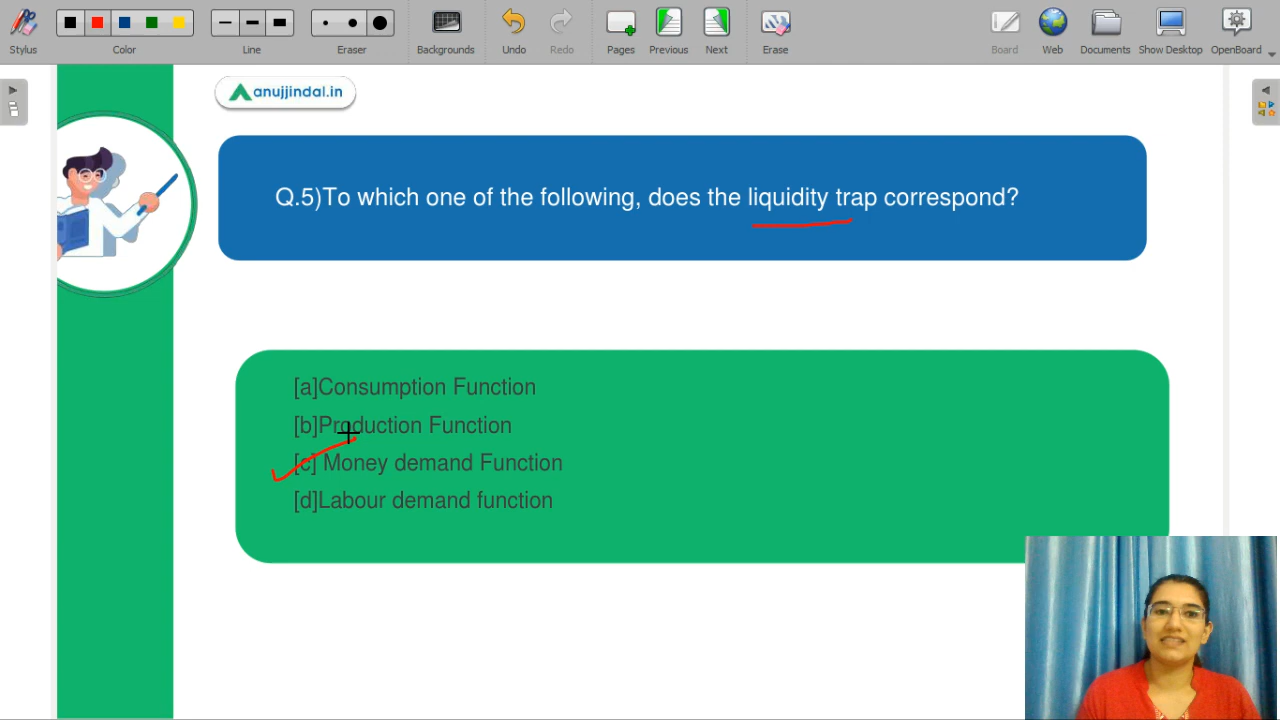 Stylus
Color
Line
Eraser
Backgrounds
Undo
Redo
Pages
Previous
Next
Erase
Board
Web
Documents
Show Desktop
OpenBoard
anujjindal.in
Q.5)To which one of the following, does the liquidity trap correspond?
[a]Consumption Function
[b]Production Function
[c] Money demand Function
[d]Labour demand function